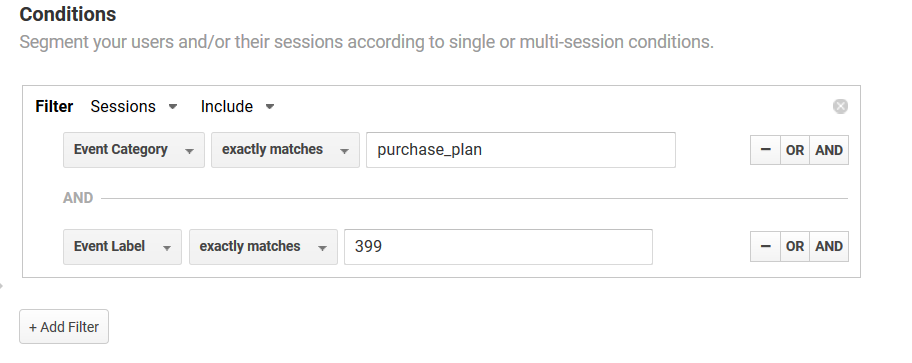 Conditions
Segment your users and/or their sessions according to single or multi-session conditions.
Filter Sessions Include
Event Category exactly matches purchase_plan − OR AND
AND
Event Label exactly matches 399 − OR AND
+ Add Filter